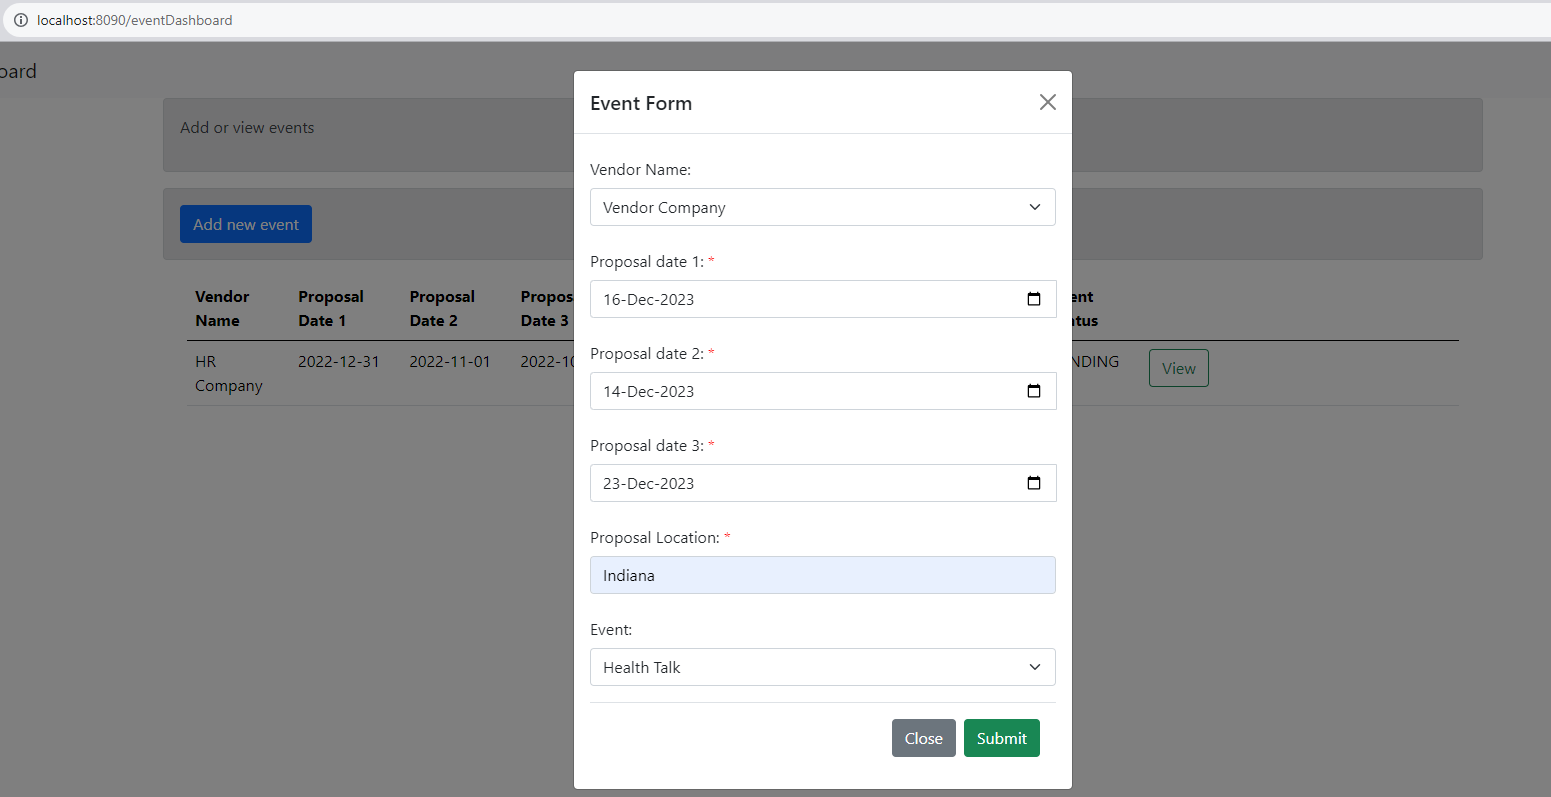 localhost:8090/eventDashboard
oard
Add or view events
Add new event
Vendor Name
Proposal Date 1
Proposal Date 2
Propos
Date 3
ent
atus
HR Company
2022-12-31
2022-11-01
2022-10
NDING
View
Event Form
Vendor Name:
Vendor Company
Proposal date 1: *
16-Dec-2023
Proposal date 2: *
14-Dec-2023
Proposal date 3: *
23-Dec-2023
Proposal Location: *
Indiana
Event:
Health Talk
Close
Submit